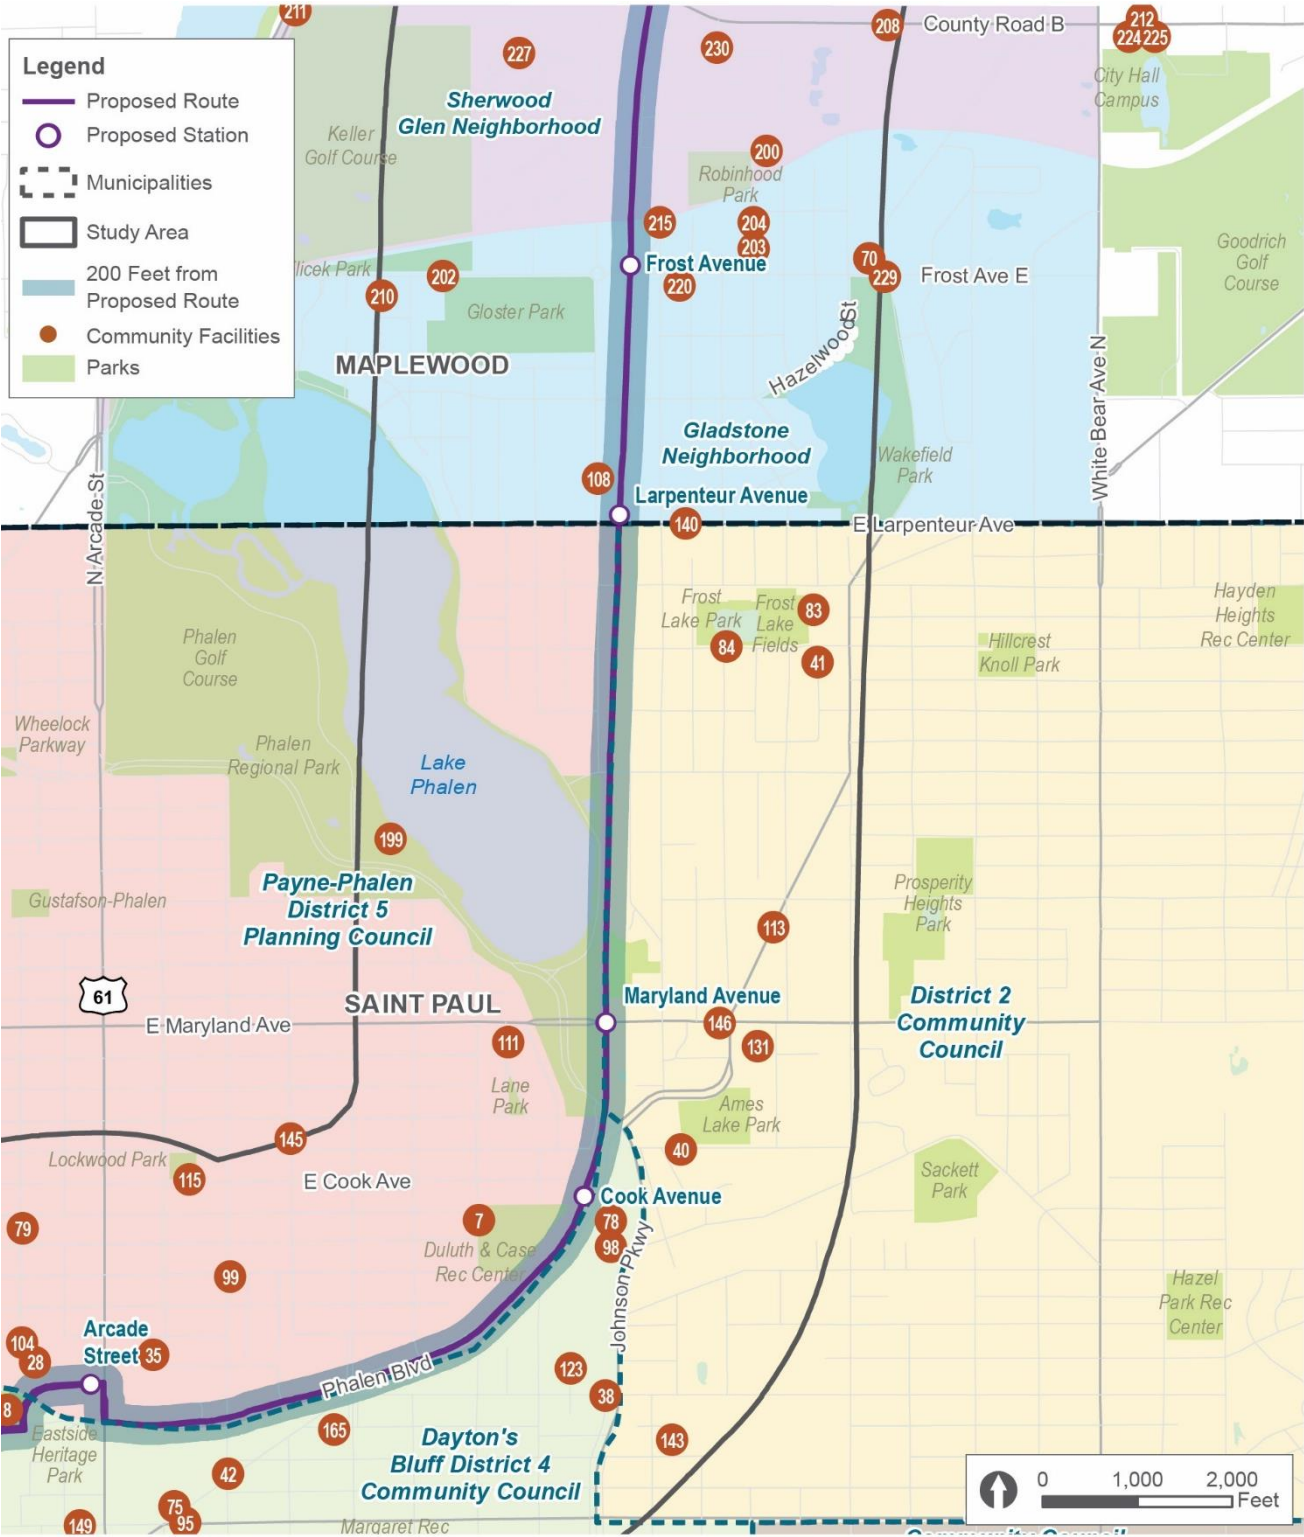 211
227
230
208
County Road B
212
224
225
City Hall
Campus
Legend
Proposed Route
Proposed Station
Municipalities
Study Area
200 Feet from
Proposed Route
Community Facilities
Parks
Sherwood
Glen Neighborhood
Keller
Golf Course
200
Robinhood
Park
215
204
203
Frost Avenue
220
70
229
Frost Ave E
Goodrich
Golf
Course
licek Park
202
210
Gloster Park
Hazelwood St
MAPLEWOOD
White Bear Ave N
Gladstone
Neighborhood
Wakefield
Park
N Arcade St
108
Larpenteur Avenue
140
E Larpenteur Ave
Frost
Lake Park
Frost
Lake
Fields
83
84
41
Hayden
Heights
Rec Center
Hillcrest
Knoll Park
Phalen
Golf
Course
Wheelock
Parkway
Phalen
Regional Park
Lake
Phalen
199
Payne-Phalen
District 5
Planning Council
Gustafson-Phalen
Prosperity
Heights
Park
113
61
SAINT PAUL
Maryland Avenue
E Maryland Ave
146
131
District 2
Community
Council
111
Lane
Park
Ames
Lake Park
145
40
Lockwood Park
115
E Cook Ave
Sackett
Park
Cook Avenue
79
7
78
98
Duluth & Case
Rec Center
Johnson Pkwy
99
Hazel
Park Rec
Center
Arcade
Street
104
28
35
Phalen Blvd
123
38
8
Eastside
Heritage
Park
165
143
Dayton's
Bluff District 4
Community Council
42
75
95
149
Margaret Rec
0 1,000 2,000
Feet
Community Council